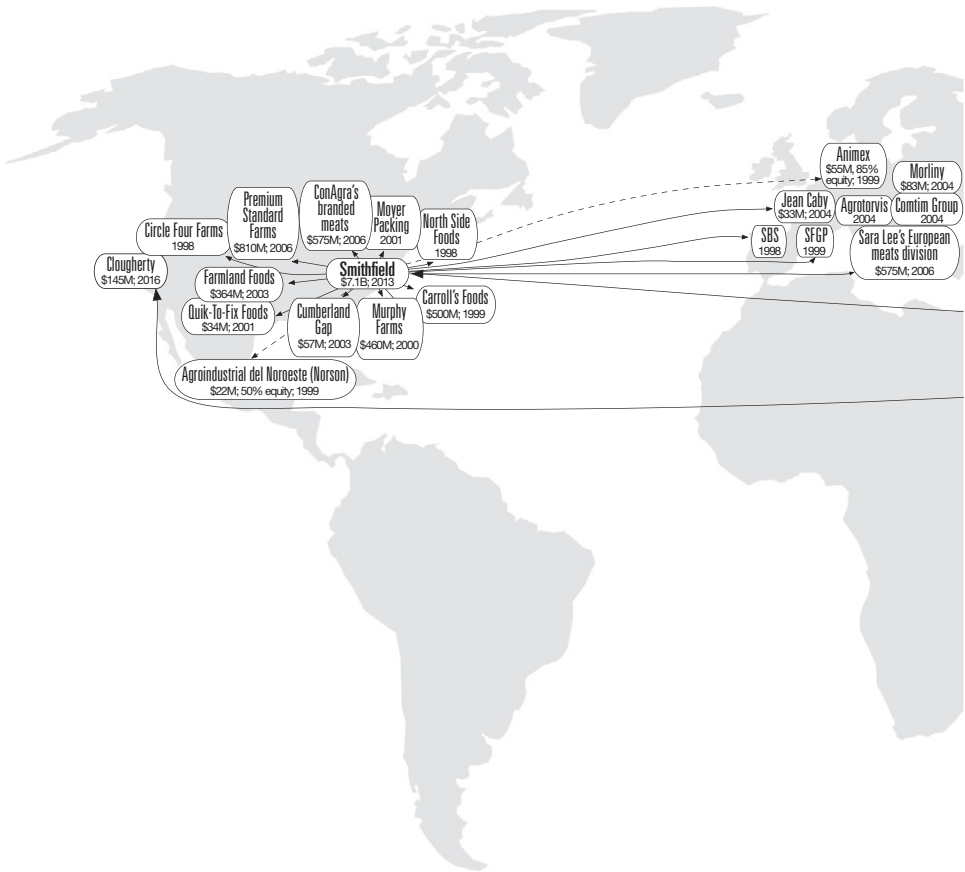 Animex
$55M, 85%
equity; 1999
Morliny
$83M; 2004
Jean Caby
$33M; 2004
Agrotorvis
2004
Comtim Group
2004
SBS
1998
SFGP
1999
Sara Lee's European
meats division
$575M; 2006
ConAgra's
branded
meats
$575M; 2006
Premium
Standard
Farms
$810M; 2006
Moyer
Packing
2001
North Side
Foods
1998
Circle Four Farms
1998
Clougherty
$145M; 2016
Smithfield
$7.1B; 2013
Farmland Foods
$364M; 2003
Carroll's Foods
$500M; 1999
Quik-To-Fix Foods
$34M; 2001
Cumberland
Gap
$57M; 2003
Murphy
Farms
$460M; 2000
Agroindustrial del Noroeste (Norson)
$22M; 50% equity; 1999